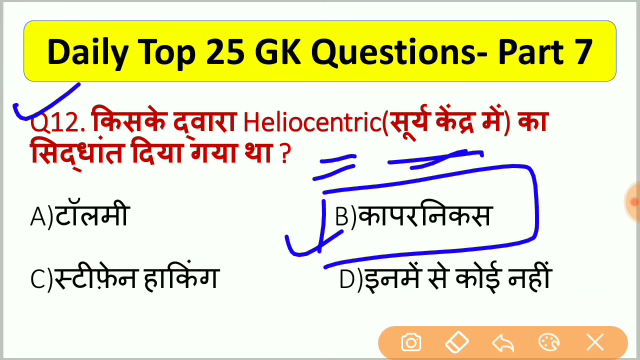 Daily Top 25 GK Questions- Part 7
Q12. किसके द्वारा Heliocentric(सूर्य केंद्र में) का
सिद्धांत दिया गया था ?
A)टॉलमी B)कापरनिकस
C)स्टीफ़ेन हाकिंग D)इनमें से कोई नहीं